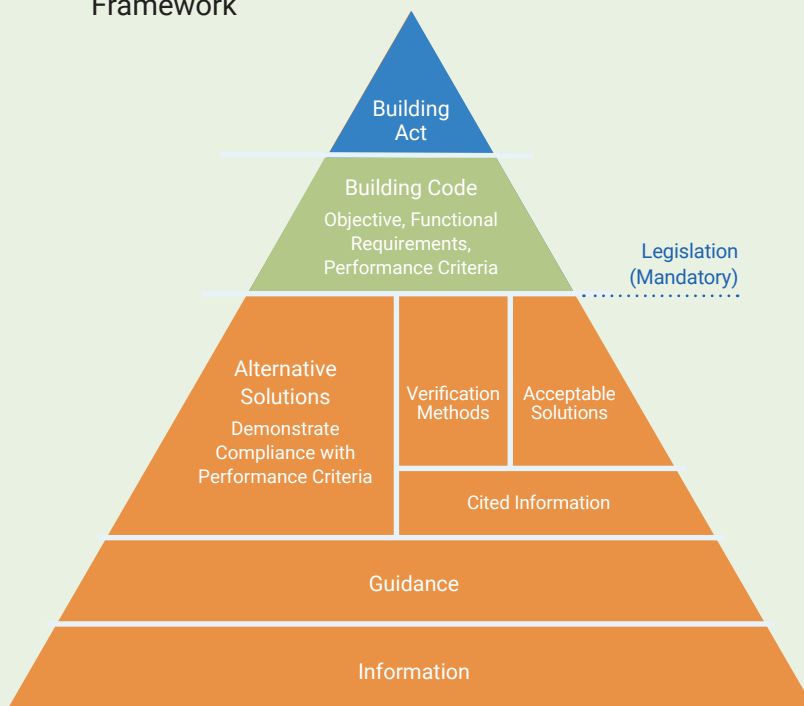 Framework
Building
Act
Building Code
Objective, Functional
Requirements,
Performance Criteria
Legislation
(Mandatory)
Alternative
Solutions
Demonstrate
Compliance with
Performance Criteria
Verification
Methods
Acceptable
Solutions
Cited Information
Guidance
Information